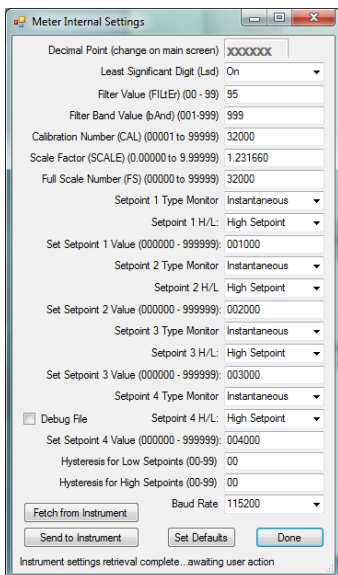 Meter Internal Settings
Decimal Point (change on main screen) XXXXXX
Least Significant Digit (Lsd) On
Filter Value (FILtEr) (00 - 99) 95
Filter Band Value (bAnd) (001-999) 999
Calibration Number (CAL) (00001 to 99999) 32000
Scale Factor (SCALE) (0.00000 to 9.99999) 1.231660
Full Scale Number (FS) (00000 to 99999) 32000
Setpoint 1 Type Monitor Instantaneous
Setpoint 1 H/L: High Setpoint
Set Setpoint 1 Value (000000 - 999999): 001000
Setpoint 2 Type Monitor Instantaneous
Setpoint 2 H/L High Setpoint
Set Setpoint 2 Value (000000 - 999999): 002000
Setpoint 3 Type Monitor Instantaneous
Setpoint 3 H/L: High Setpoint
Set Setpoint 3 Value (000000 - 999999): 003000
Setpoint 4 Type Monitor Instantaneous
Debug File Setpoint 4 H/L: High Setpoint
Set Setpoint 4 Value (000000 - 999999): 004000
Hysteresis for Low Setpoints (00-99) 00
Hysteresis for High Setpoints (00-99) 00
Baud Rate 115200
Fetch from Instrument
Send to Instrument Set Defaults Done
Instrument settings retrieval complete...awaiting user action